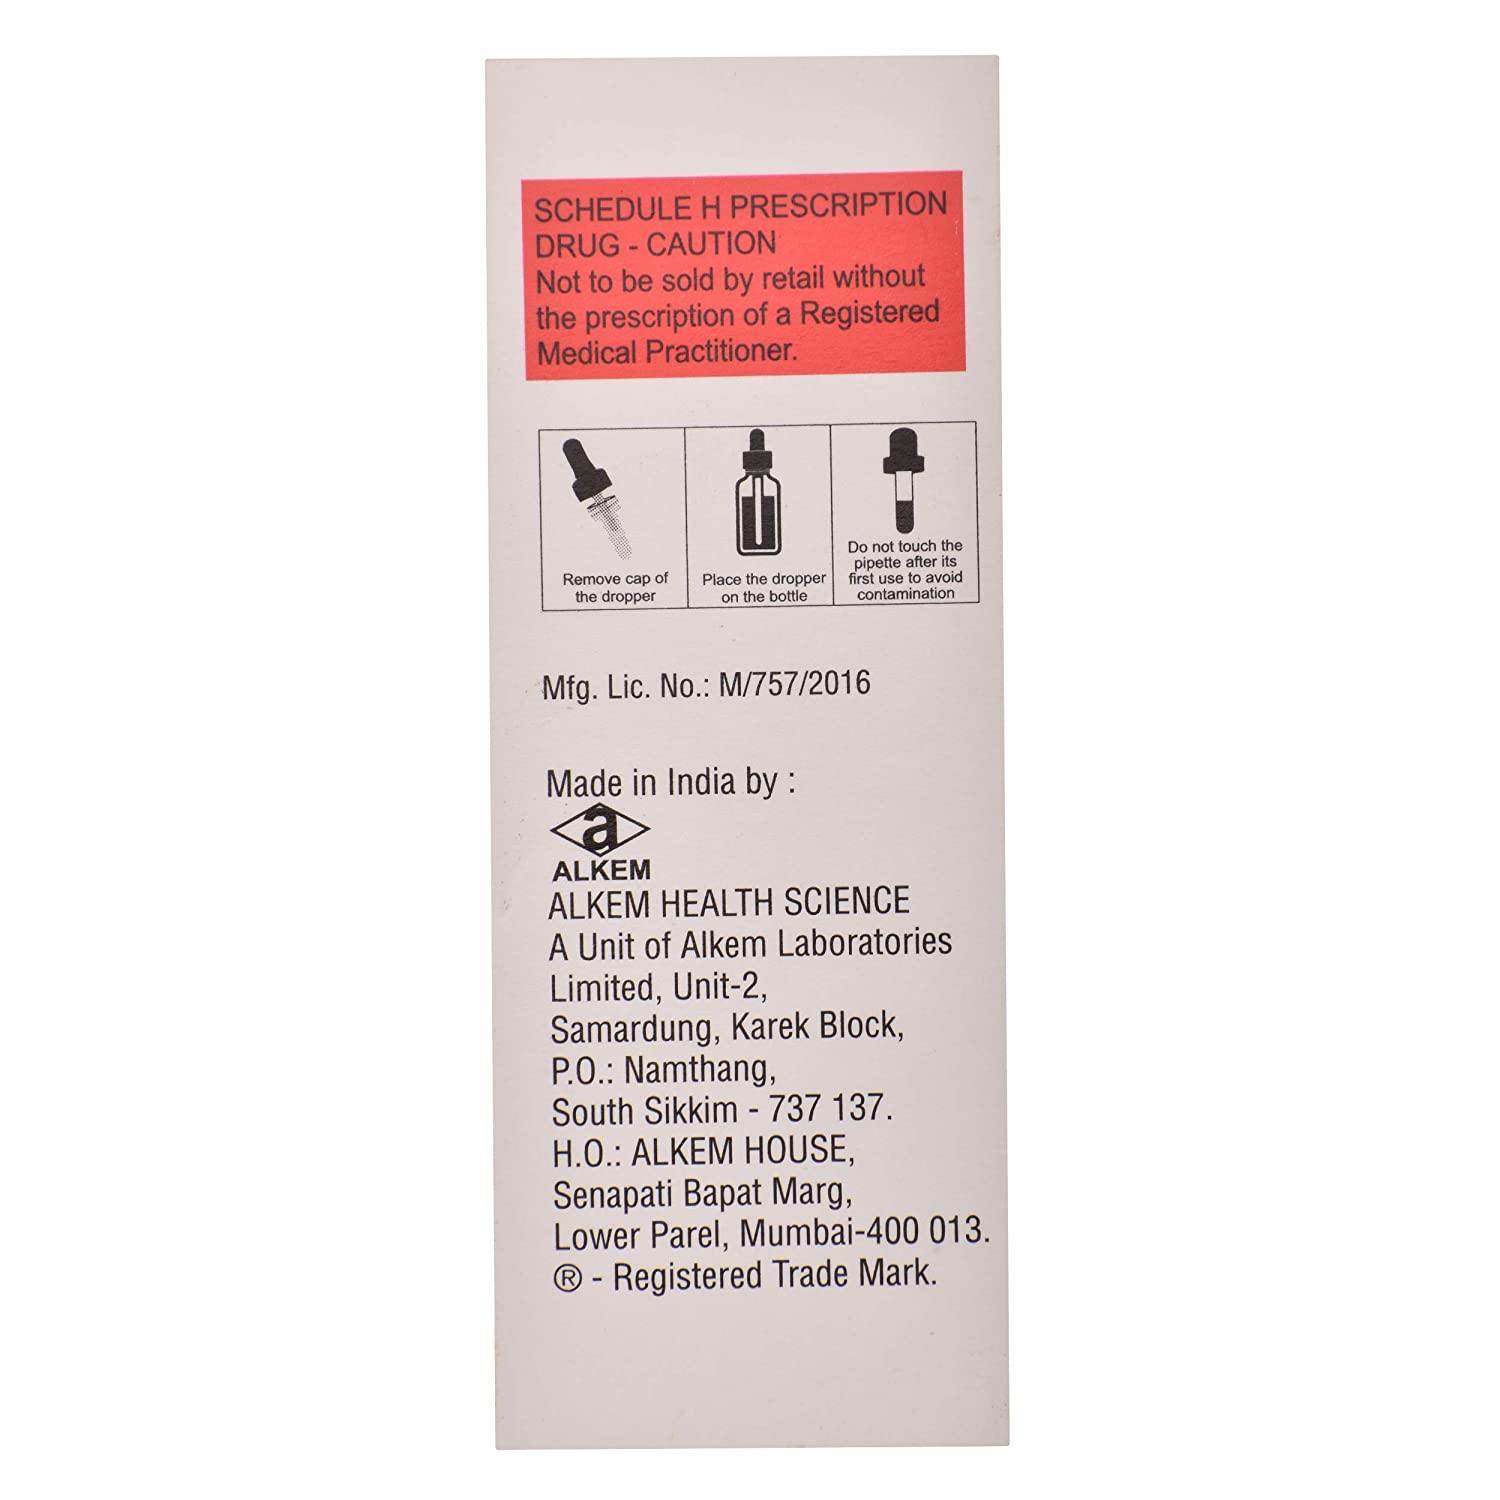 SCHEDULE H PRESCRIPTION
DRUG - CAUTION
Not to be sold by retail without
the prescription of a Registered
Medical Practitioner.
Remove cap of
the dropper
Place the dropper
on the bottle
Do not touch the
pipette after its
first use to avoid
contamination
Mfg. Lic. No.: M/757/2016
Made in India by :
a
ALKEM
ALKEM HEALTH SCIENCE
A Unit of Alkem Laboratories
Limited, Unit-2,
Samardung, Karek Block,
P.O.: Namthang,
South Sikkim - 737 137.
H.O.: ALKEM HOUSE,
Senapati Bapat Marg,
Lower Parel, Mumbai-400 013.
® - Registered Trade Mark.